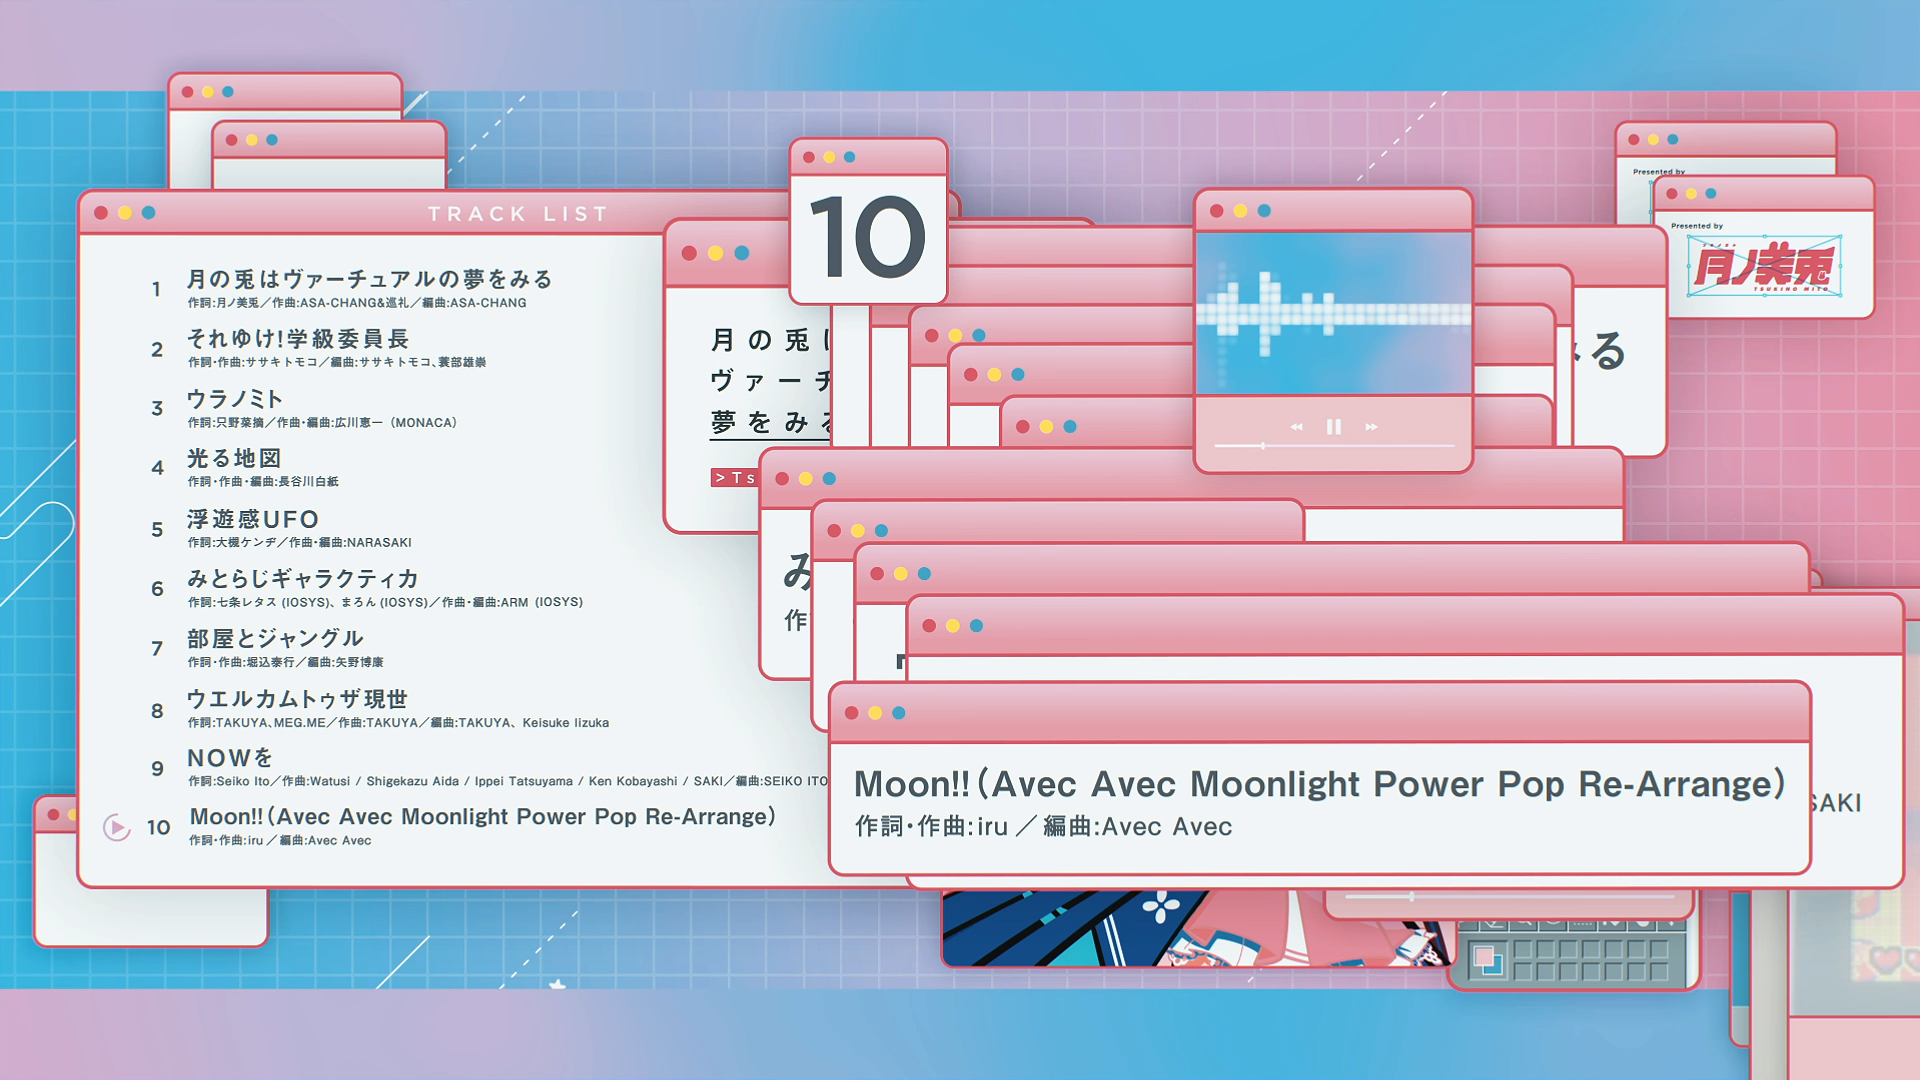 TRACK LIST
1 月の兎はヴァーチュアルの夢をみる
作詞:月ノ美兎／作曲:ASA-CHANG&巡礼／編曲:ASA-CHANG
2 それゆけ!学級委員長
作詞・作曲:ササキトモコ／編曲:ササキトモコ、蓑部雄崇
3 ウラノミト
作詞:只野菜摘／作曲・編曲:広川恵一（MONACA）
4 光る地図
作詞・作曲・編曲:長谷川白紙
5 浮遊感UFO
作詞:大槻ケンヂ／作曲・編曲:NARASAKI
6 みとらじギャラクティカ
作詞:七条レタス (IOSYS)、まろん (IOSYS)／作曲・編曲:ARM (IOSYS)
7 部屋とジャングル
作詞・作曲:堀込泰行／編曲:矢野博康
8 ウエルカムトゥザ現世
作詞:TAKUYA、MEG.ME／作曲:TAKUYA／編曲:TAKUYA、Keisuke Iizuka
9 NOWを
作詞:Seiko Ito／作曲:Watusi / Shigekazu Aida / Ippei Tatsuyama / Ken Kobayashi / SAKI／編曲:SEIKO ITO
10 Moon!!（Avec Avec Moonlight Power Pop Re-Arrange）
作詞・作曲:iru／編曲:Avec Avec
10
月の兎
ヴァーチ
夢をみる
> Ts
みる
み
作
Presented by
Presented by
月ノ美兎
TSUKINO MITO
SAKI
Moon!!（Avec Avec Moonlight Power Pop Re-Arrange）
作詞・作曲:iru／編曲:Avec Avec